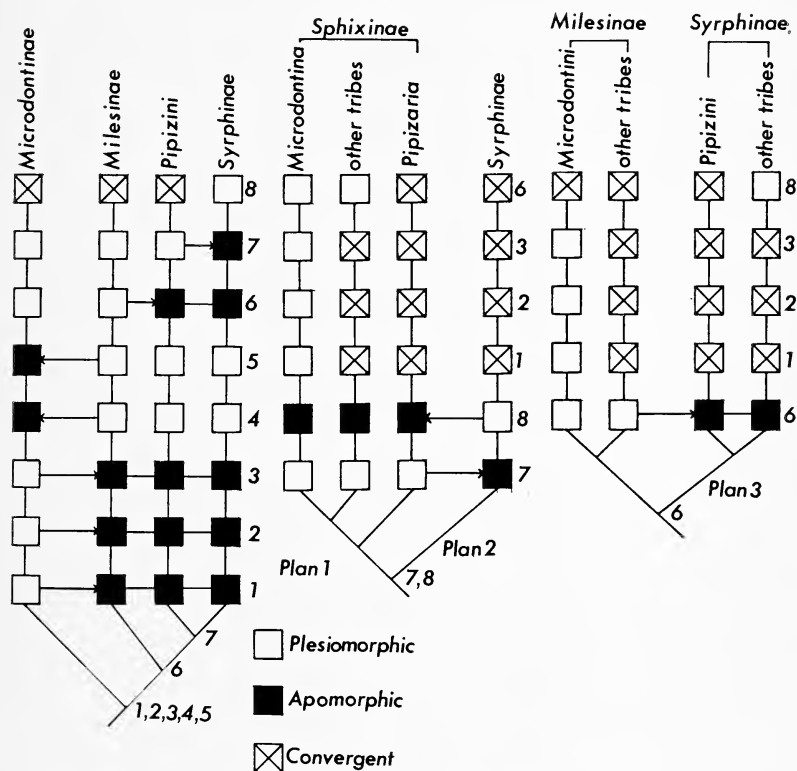 Sphixinae
Milesinae
Syrphinae.
Microdontinae
Milesinae
Pipizini
Syrphinae
Microdontina
other tribes
Pipizaria
Syrphinae
Microdontini
other tribes
Pipizini
other tribes
8
7
6
5
4
3
2
1
6
3
2
1
8
7
8
3
2
1
6
7
6
1,2,3,4,5
Plan 1
Plan 2
7,8
Plan 3
6
Plesiomorphic
Apomorphic
Convergent